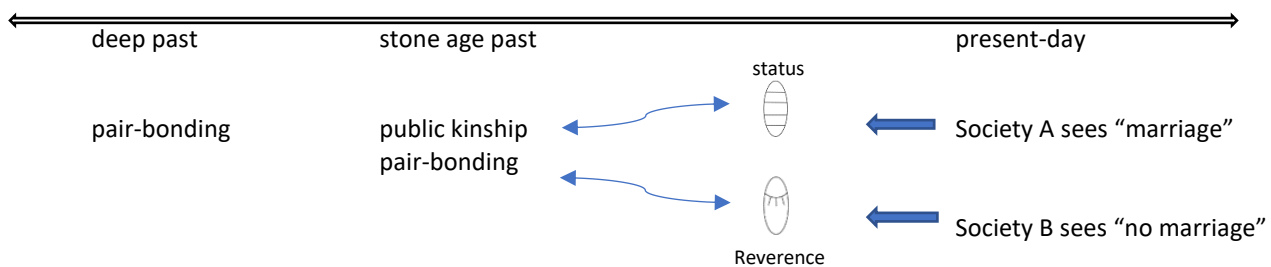 deep past stone age past present-day
status
pair-bonding public kinship Society A sees “marriage”
pair-bonding
Society B sees “no marriage”
Reverence